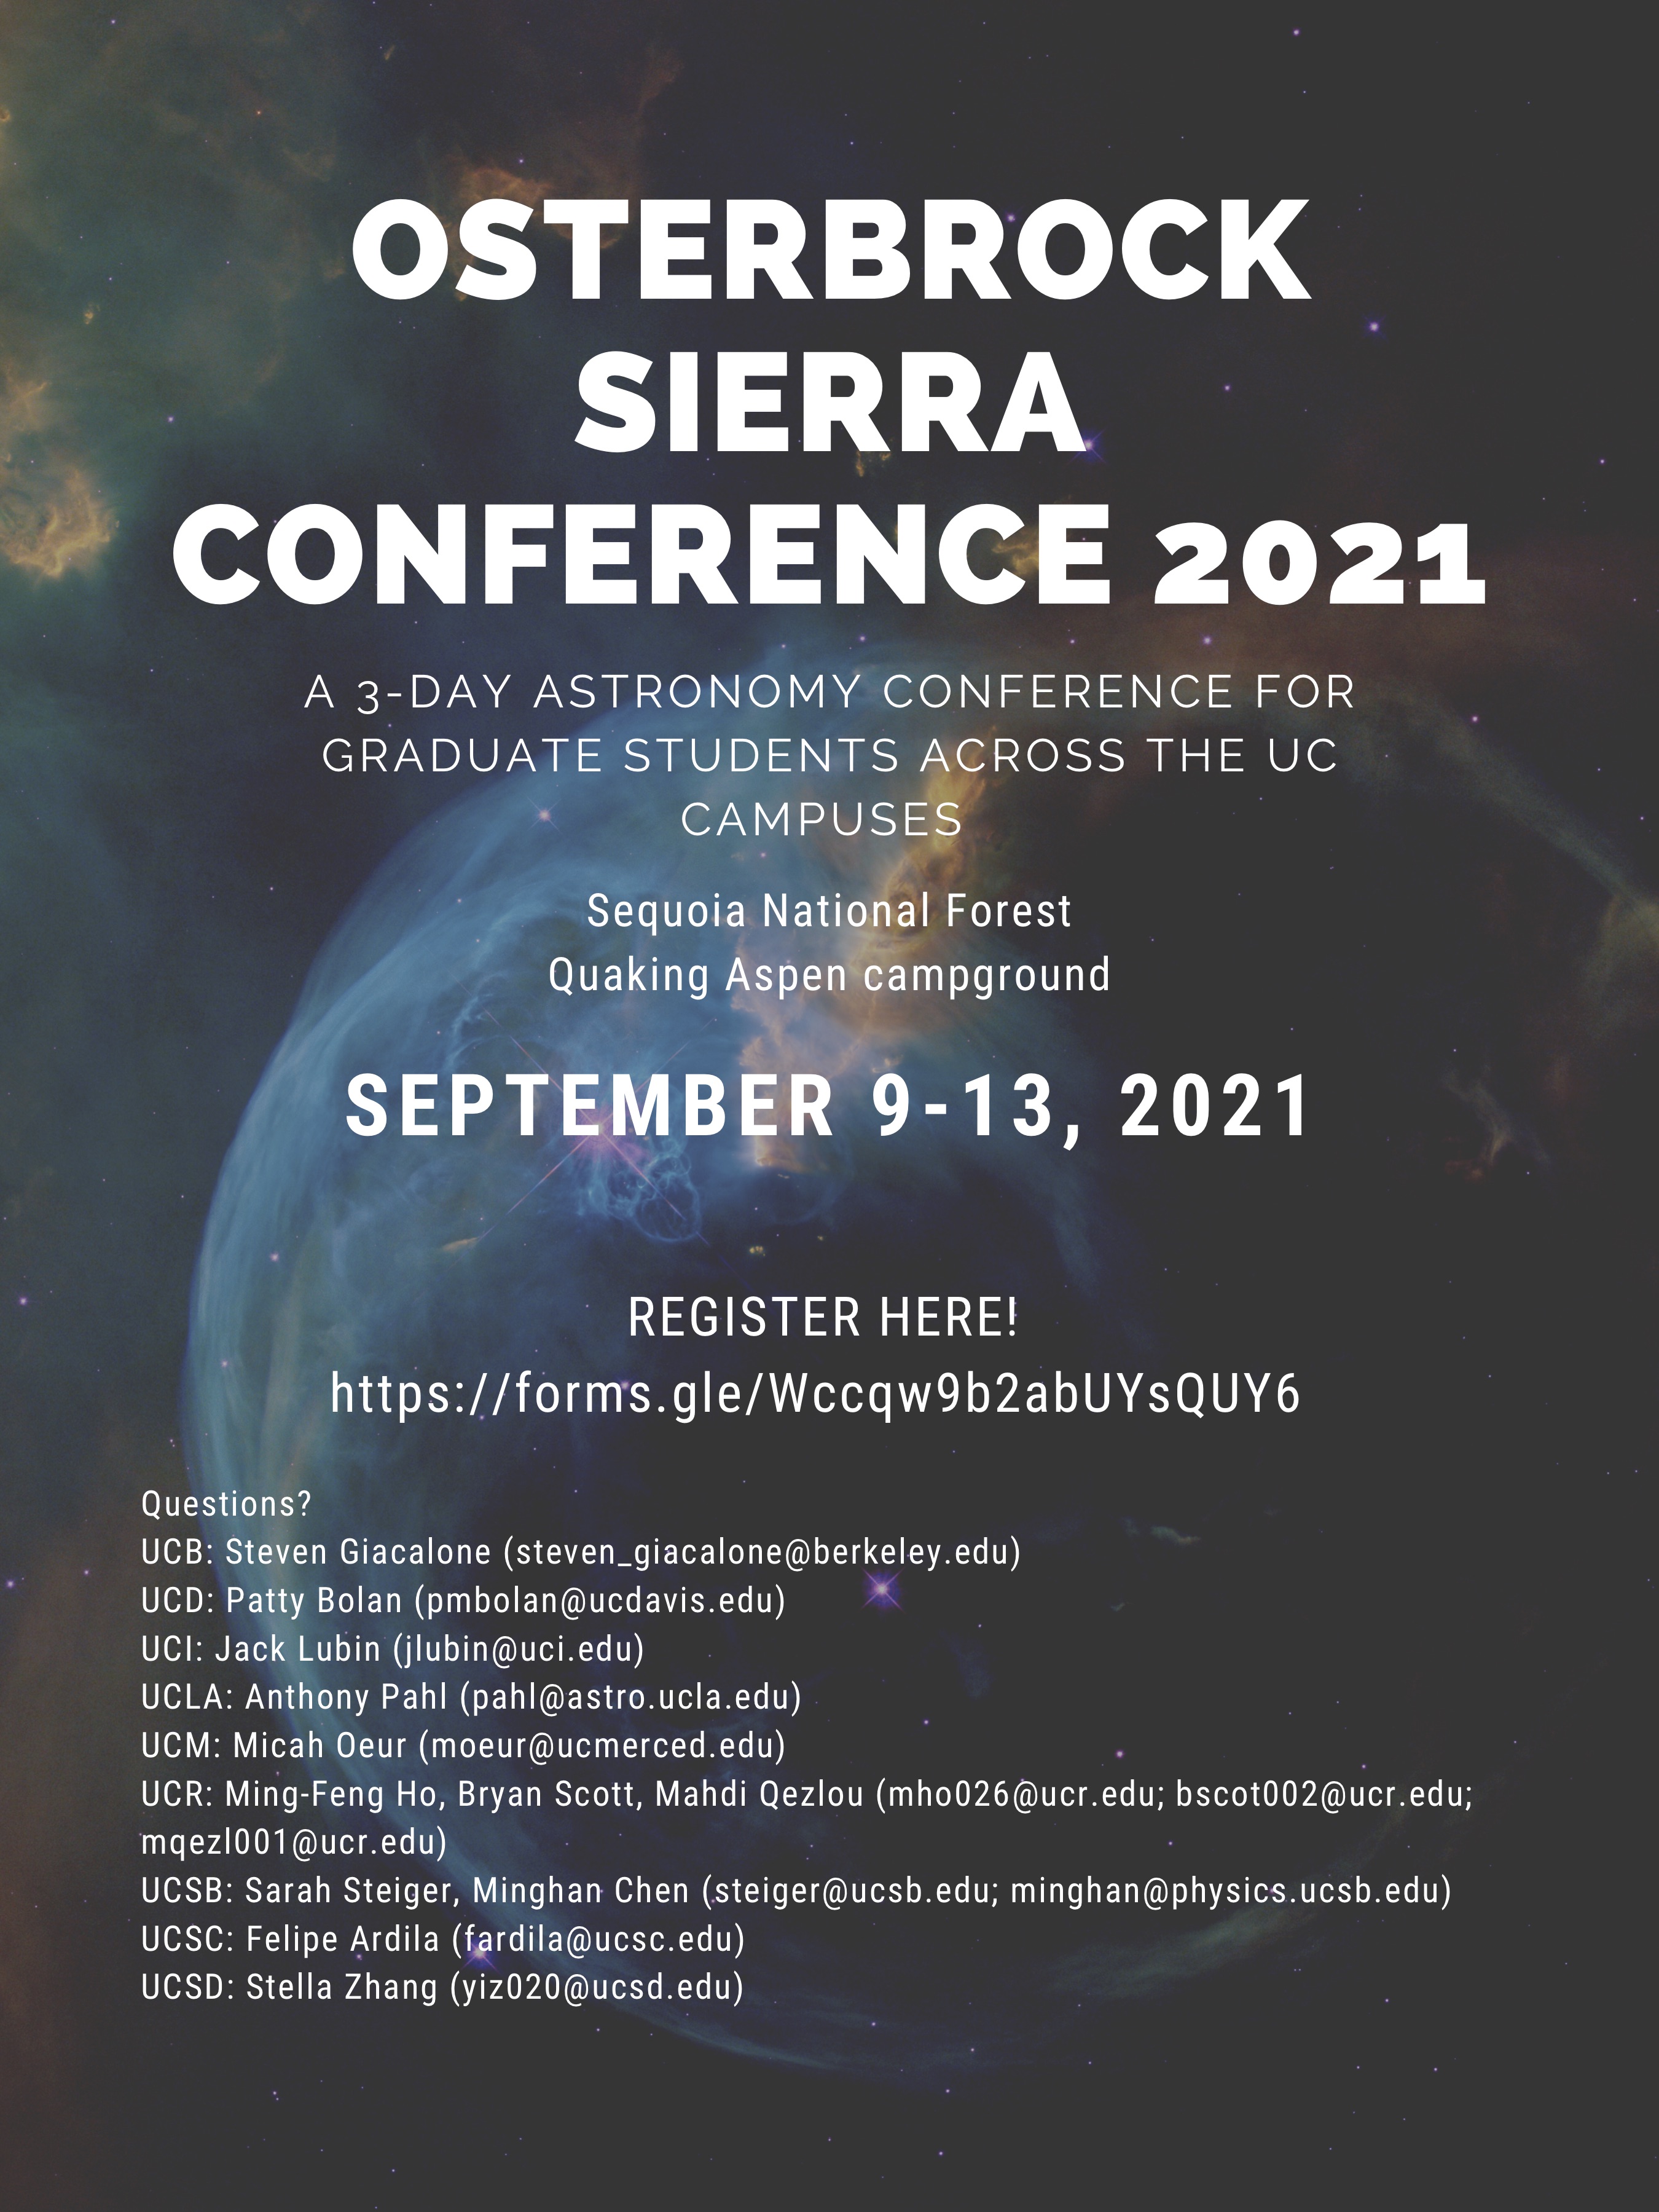 OSTERBROCK
SIERRA
CONFERENCE 2021
A 3-DAY ASTRONOMY CONFERENCE FOR
GRADUATE STUDENTS ACROSS THE UC
CAMPUSES
Sequoia National Forest
Quaking Aspen campground
SEPTEMBER 9-13, 2021
REGISTER HERE!
https://forms.gle/Wccqw9b2abUYsQUY6
Questions?
UCB: Steven Giacalone (steven_giacalone@berkeley.edu)
UCD: Patty Bolan (pmbolan@ucdavis.edu)
UCI: Jack Lubin (jlubin@uci.edu)
UCLA: Anthony Pahl (pahl@astro.ucla.edu)
UCM: Micah Oeur (moeur@ucmerced.edu)
UCR: Ming-Feng Ho, Bryan Scott, Mahdi Qezlou (mho026@ucr.edu; bscot002@ucr.edu;
mqezl001@ucr.edu)
UCSB: Sarah Steiger, Minghan Chen (steiger@ucsb.edu; minghan@physics.ucsb.edu)
UCSC: Felipe Ardila (fardila@ucsc.edu)
UCSD: Stella Zhang (yiz020@ucsd.edu)